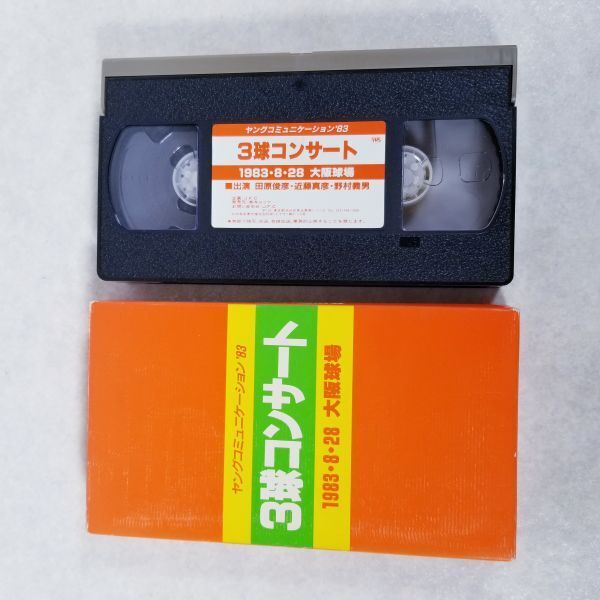 ヤングコミュニケーション'83
VHS
3球コンサート
1983・8・28 大阪球場
■出演 田原俊彦・近藤真彦・野村義男
ヤングコミュニケーション'83
3球コンサート
1983・8・28 大阪球場